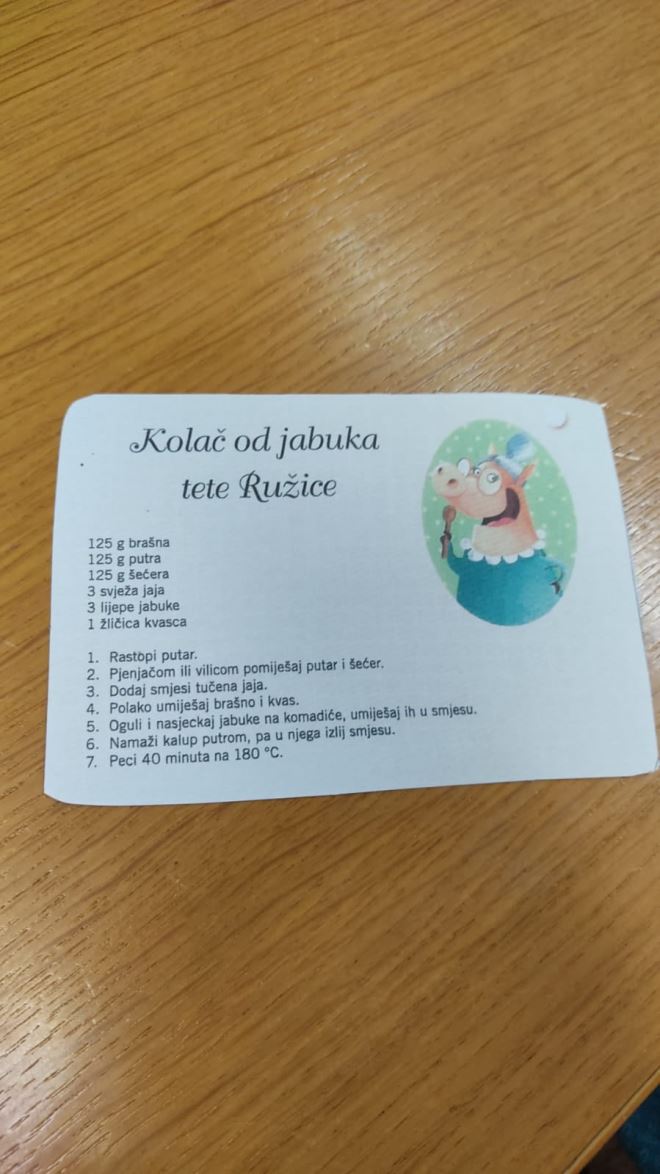 Kolač od jabuka
tete Ružice
125 g brašna
125 g putra
125 g šećera
3 svježa jaja
3 lijepe jabuke
1 žličica kvasca
1. Rastopi putar.
2. Pjenjačom ili vilicom pomiješaj putar i šećer.
3. Dodaj smjesi tučena jaja.
4. Polako umiješaj brašno i kvas.
5. Oguli i nasjeckaj jabuke na komadiće, umiješaj ih u smjesu.
6. Namaži kalup putrom, pa u njega izlij smjesu.
7. Peci 40 minuta na 180 °C.